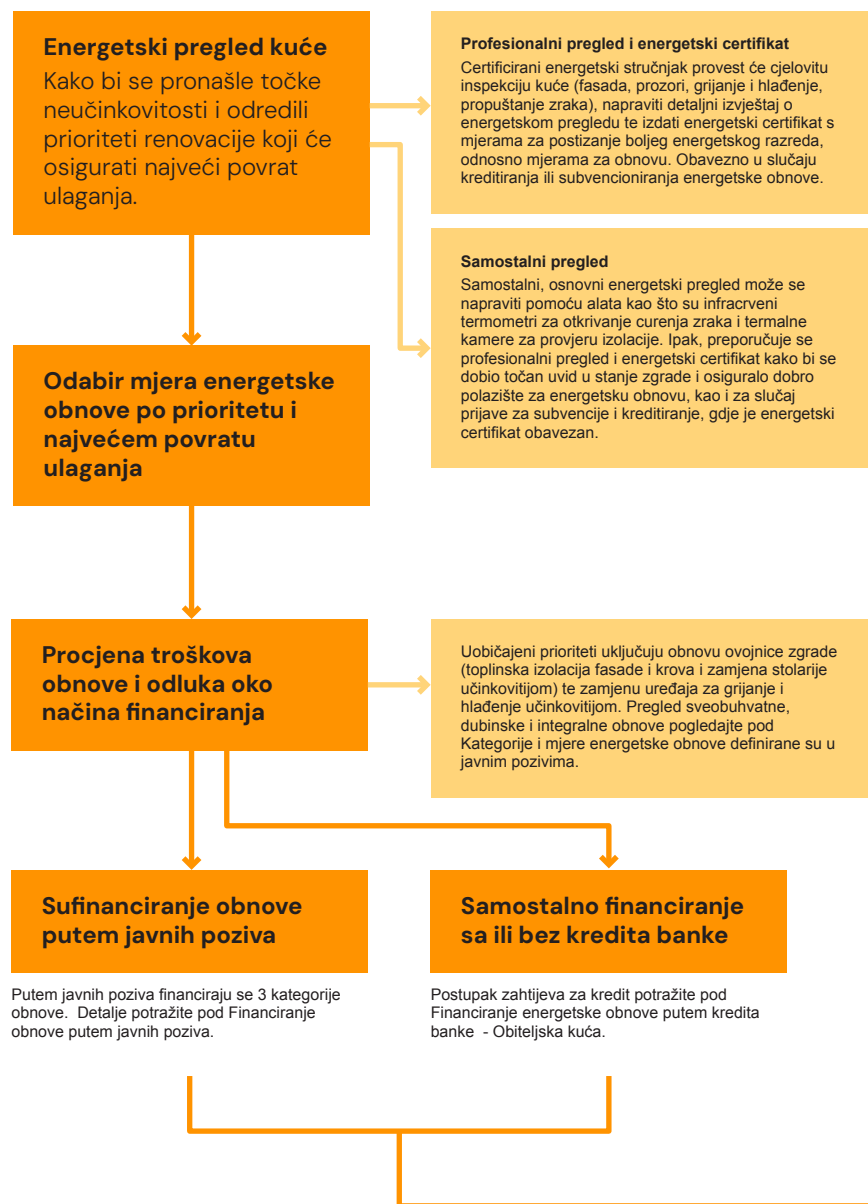 Energetski pregled kuće
Kako bi se pronašle točke
neučinkovitosti i odredili
prioriteti renovacije koji će
osigurati najveći povrat
ulaganja.
Profesionalni pregled i energetski certifikat
Certificirani energetski stručnjak provest će cjelovitu
inspekciju kuće (fasada, prozori, grijanje i hlađenje,
propuštanje zraka), napraviti detaljni izvještaj o
energetskom pregledu te izdati energetski certifikat s
mjerama za postizanje boljeg energetskog razreda,
odnosno mjerama za obnovu. Obavezno u slučaju
kreditiranja ili subvencioniranja energetske obnove.
Samostalni pregled
Samostalni, osnovni energetski pregled može se
napraviti pomoću alata kao što su infracrveni
termometri za otkrivanje curenja zraka i termalne
kamere za provjeru izolacije. Ipak, preporučuje se
profesionalni pregled i energetski certifikat kako bi se
dobio točan uvid u stanje zgrade i osiguralo dobro
polazište za energetsku obnovu, kao i za slučaj
prijave za subvencije i kreditiranje, gdje je energetski
certifikat obavezan.
Odabir mjera energetske
obnove po prioritetu i
najvećem povratu
ulaganja
Procjena troškova
obnove i odluka oko
načina financiranja
Uobičajeni prioriteti uključuju obnovu ovojnice zgrade
(toplinska izolacija fasade i krova i zamjena stolarije
učinkovitijom) te zamjenu uređaja za grijanje i
hlađenje učinkovitijom. Pregled sveobuhvatne,
dubinske i integralne obnove pogledajte pod
Kategorije i mjere energetske obnove definirane su u
javnim pozivima.
Sufinanciranje obnove
putem javnih poziva
Putem javnih poziva financiraju se 3 kategorije
obnove.  Detalje potražite pod Financiranje
obnove putem javnih poziva.
Samostalno financiranje
sa ili bez kredita banke
Postupak zahtijeva za kredit potražite pod
Financiranje energetske obnove putem kredita
banke  - Obiteljska kuća.